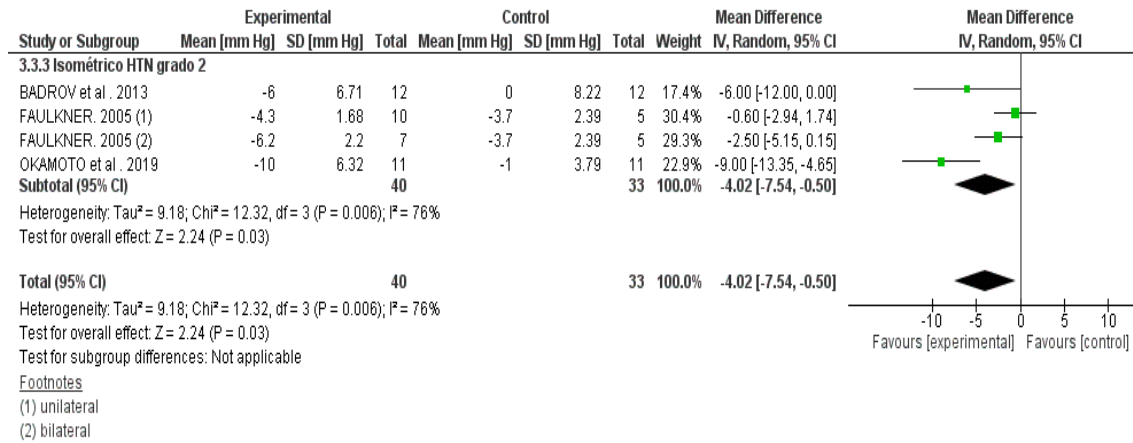 Experimental Control Mean Difference Mean Difference
Study or Subgroup Mean [mm Hg] SD [mm Hg] Total Mean [mm Hg] SD [mm Hg] Total Weight IV, Random, 95% CI IV, Random, 95% CI
3.3.3 Isométrico HTN grado 2
BADROV et al . 2013 -6 6.71 12 0 8.22 12 17.4% -6.00 [-12.00, 0.00]
FAULKNER. 2005 (1) -4.3 1.68 10 -3.7 2.39 5 30.4% -0.60 [-2.94, 1.74]
FAULKNER. 2005 (2) -6.2 2.2 7 -3.7 2.39 5 29.3% -2.50 [-5.15, 0.15]
OKAMOTO et al . 2019 -10 6.32 11 -1 3.79 11 22.9% -9.00 [-13.35, -4.65]
Subtotal (95% CI) 40 33 100.0% -4.02 [-7.54, -0.50]
Heterogeneity: Tau² = 9.18; Chi² = 12.32, df = 3 (P = 0.006); I² = 76%
Test for overall effect: Z = 2.24 (P = 0.03)
Total (95% CI) 40 33 100.0% -4.02 [-7.54, -0.50]
Heterogeneity: Tau² = 9.18; Chi² = 12.32, df = 3 (P = 0.006); I² = 76%
Test for overall effect: Z = 2.24 (P = 0.03)
Test for subgroup differences: Not applicable
-10 -5 0 5 10
Favours [experimental] Favours [control]
Footnotes
(1) unilateral
(2) bilateral